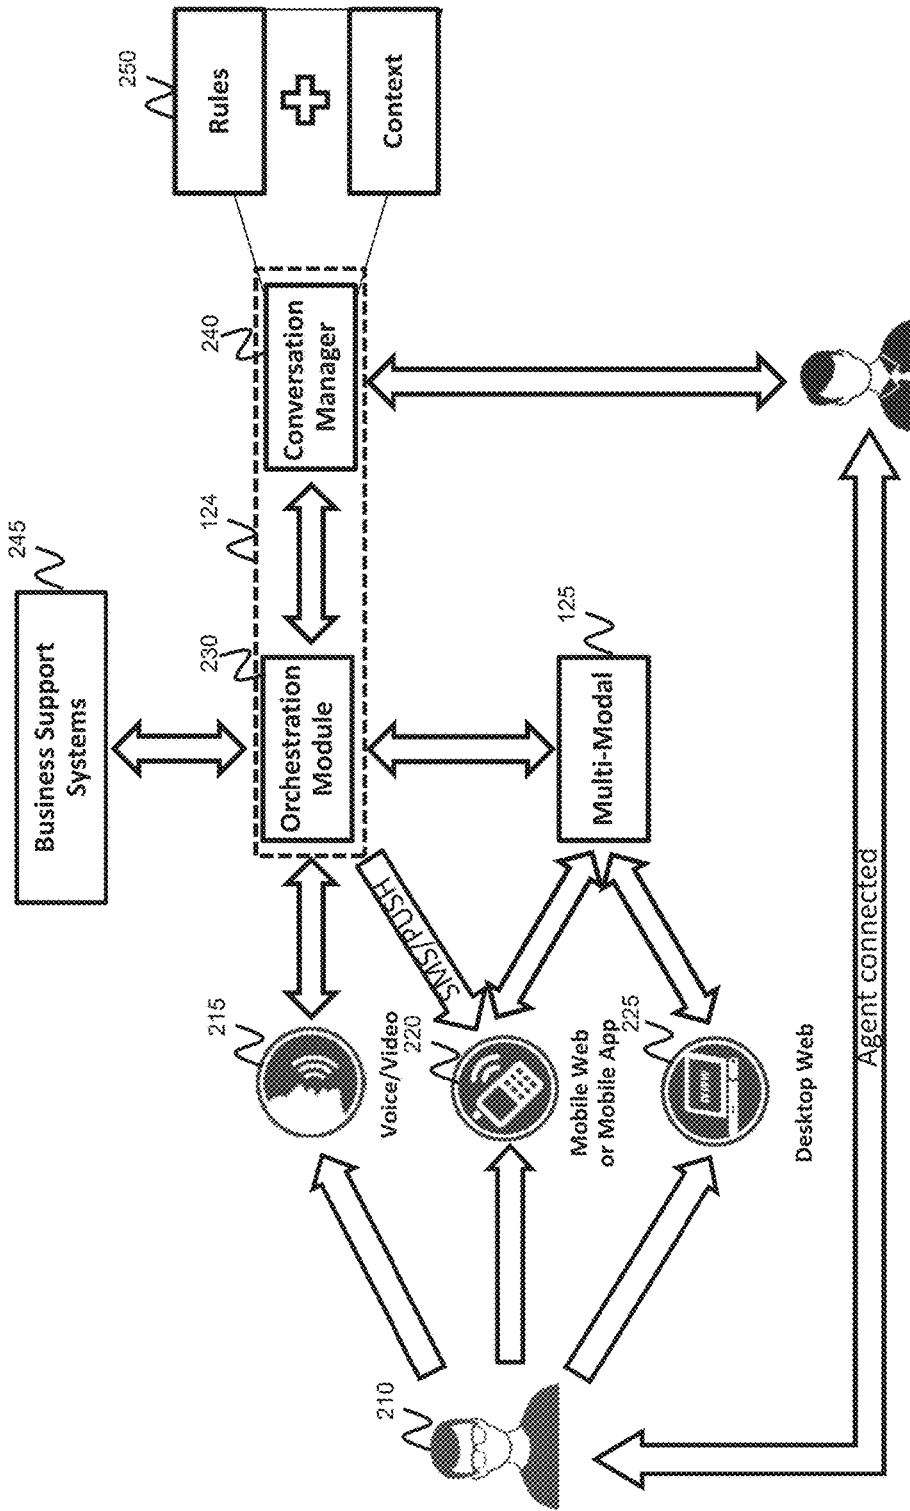 245
Business Support
Systems
250
Rules
Context
124
230
Orchestration
Module
240
Conversation
Manager
215
Voice/Video
SMS/PUSH
220
Mobile Web
or Mobile App
125
Multi-Modal
210
225
Desktop Web
Agent connected